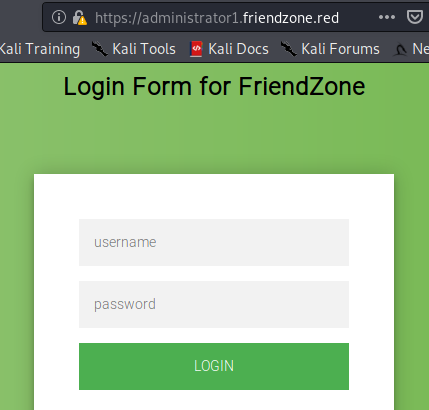 https://administrator1.friendzone.red
Kali Training Kali Tools Kali Docs Kali Forums Ne
Login Form for FriendZone
username
password
LOGIN